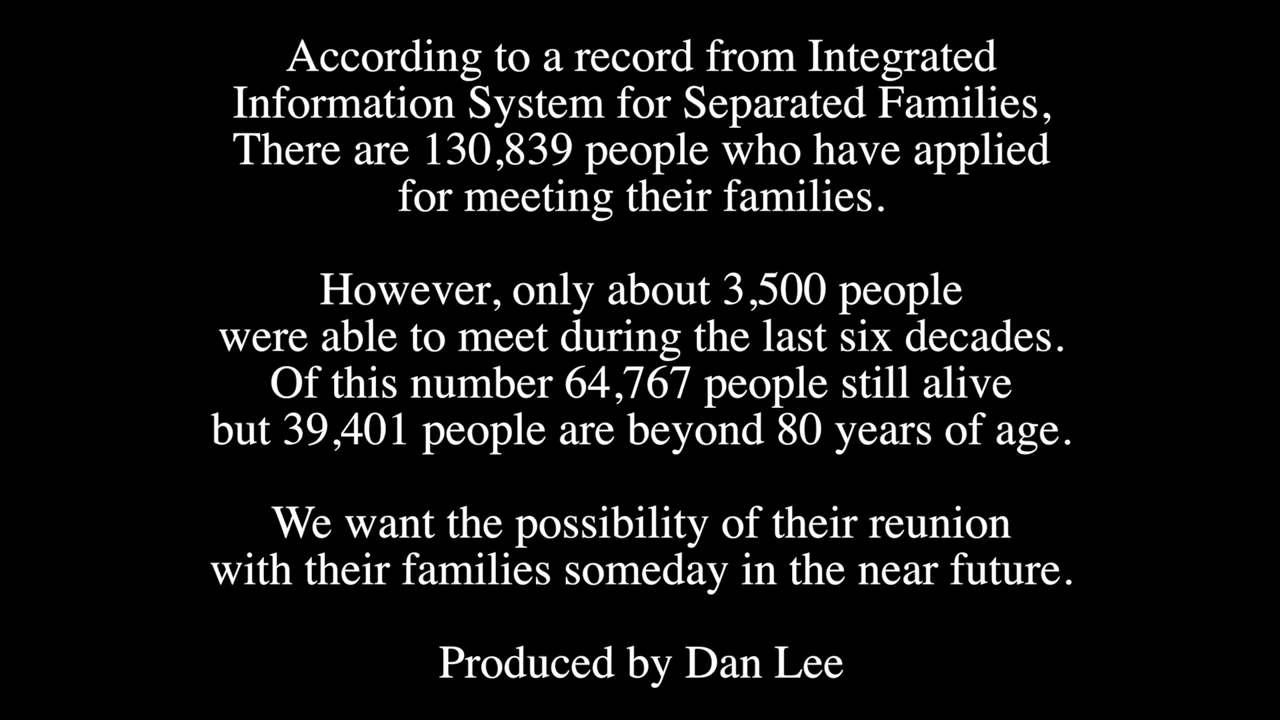 According to a record from Integrated
Information System for Separated Families,
There are 130,839 people who have applied
for meeting their families.
However, only about 3,500 people
were able to meet during the last six decades.
Of this number 64,767 people still alive
but 39,401 people are beyond 80 years of age.
We want the possibility of their reunion
with their families someday in the near future.
Produced by Dan Lee